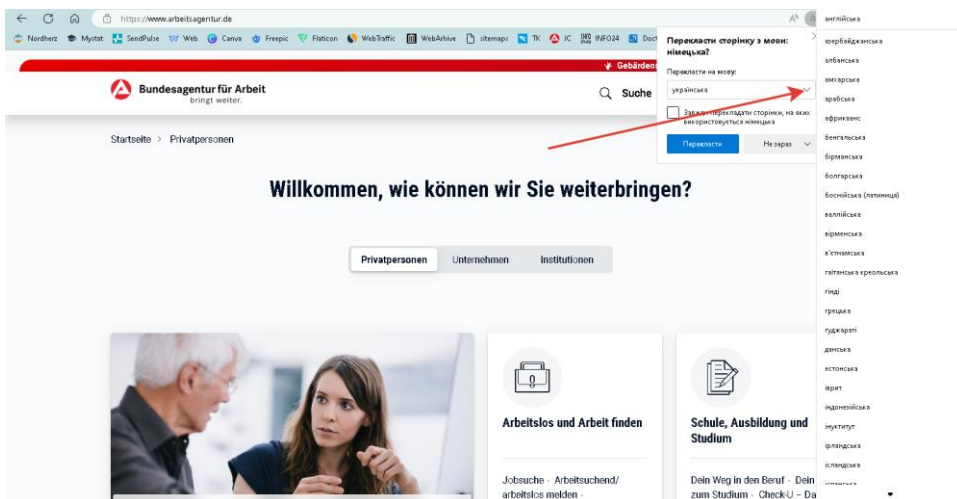 https://www.arbeitsagentur.de
Nordherz Mystat SendPulse Web Canva Freepic Flaticon WebTraffic WebArhive sitemaps TK JC INFO24 Doct
Gebärdens
Bundesagentur für Arbeit
bringt weiter.
Suche
Startseite > Privatpersonen
Willkommen, wie können wir Sie weiterbringen?
Privatpersonen Unternehmen Institutionen
Arbeitslos und Arbeit finden
Jobsuche · Arbeitsuchend/
arbeitslos melden ·
Schule, Ausbildung und
Studium
Dein Weg in den Beruf · Dein
zum Studium · Check-U – Da
Перекласти сторінку з мови:
німецька?
Перекласти на мову:
українська
Завжди перекладати сторінки, на яких
використовується німецька
Перекласти Не зараз
англійська
азербайджанська
албанська
амхарська
арабська
африкаанс
бенгальська
бірманська
болгарська
боснійська (латиниця)
валлійська
вірменська
в'єтнамська
гаїтянська креольська
гінді
грецька
гуджараті
данська
естонська
іврит
індонезійська
інуктитут
ірландська
ісландська
іспанська